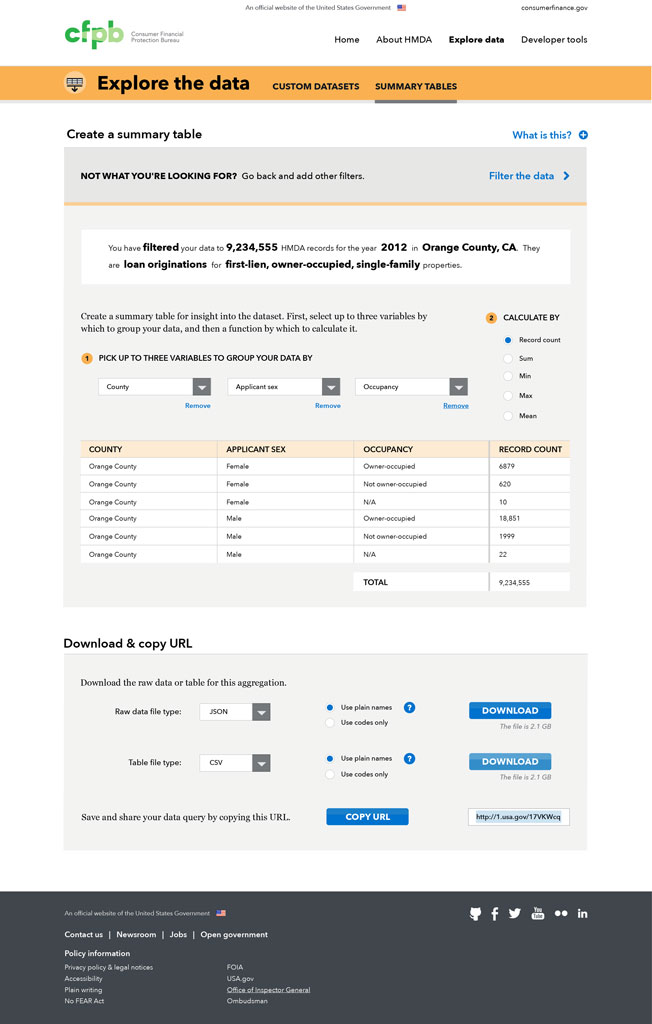 An official website of the United States Government
consumerfinance.gov
cfpb Consumer Financial
Protection Bureau
Home About HMDA Explore data Developer tools
Explore the data CUSTOM DATASETS SUMMARY TABLES
Create a summary table What is this?
NOT WHAT YOU'RE LOOKING FOR? Go back and add other filters. Filter the data
You have filtered your data to 9,234,555 HMDA records for the year 2012 in Orange County, CA. They
are loan originations for first-lien, owner-occupied, single-family properties.
Create a summary table for insight into the dataset. First, select up to three variables by
which to group your data, and then a function by which to calculate it.
1 PICK UP TO THREE VARIABLES TO GROUP YOUR DATA BY
County Applicant sex Occupancy
Remove Remove Remove
2 CALCULATE BY
Record count
Sum
Min
Max
Mean
COUNTY APPLICANT SEX OCCUPANCY RECORD COUNT
Orange County Female Owner-occupied 6879
Orange County Female Not owner-occupied 620
Orange County Female N/A 10
Orange County Male Owner-occupied 18,851
Orange County Male Not owner-occupied 1999
Orange County Male N/A 22
TOTAL 9,234,555
Download & copy URL
Download the raw data or table for this aggregation.
Raw data file type: JSON Use plain names ? DOWNLOAD
Use codes only The file is 2.1 GB
Table file type: CSV Use plain names ? DOWNLOAD
Use codes only The file is 2.1 GB
Save and share your data query by copying this URL. COPY URL http://1.usa.gov/17VKWcq
An official website of the United States Government
You Tube in
Contact us | Newsroom | Jobs | Open government
Policy information
Privacy policy & legal notices FOIA
Accessibility USA.gov
Plain writing Office of Inspector General
No FEAR Act Ombudsman